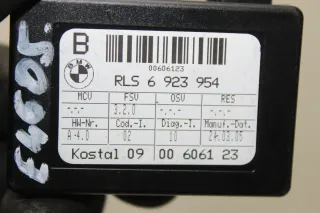 B
00606123
BMW
RLS 6 923 954
MCV FSV OSV RES
-.-.- 3.2.0 -.-.- -.-.-
HW-Nr. Cod.-I. Diag.-I. Manuf.-Dat.
A-4.0 02 10 24.03.05
Kostal 09 00 6061 23